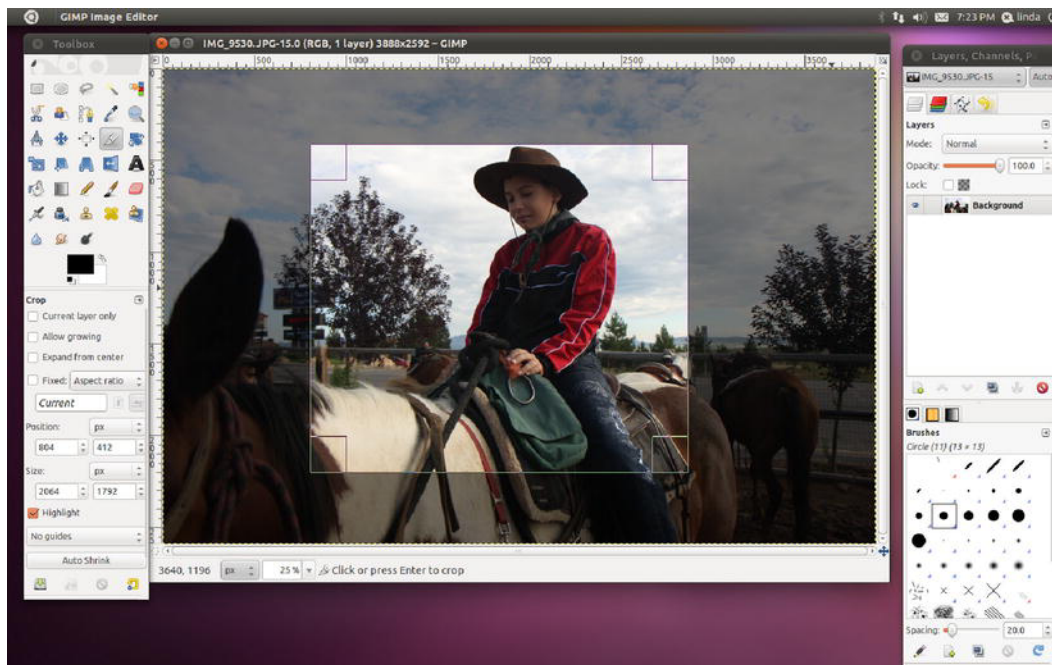 GIMP Image Editor
7:23 PM linda
Toolbox
IMG_9530.JPG-15.0 (RGB, 1 layer) 3888x2592 – GIMP
0 500 1000 1500 2000 2500 3000 3500
Crop
Current layer only
Allow growing
Expand from center
Fixed: Aspect ratio
Current
Position: px
804 412
Size: px
2064 1792
Highlight
No guides
Auto Shrink
3640, 1196 px 25% Click or press Enter to crop
Layers, Channels,
IMG_9530.JPG-15 Auto
Layers
Mode: Normal
Opacity: 100.0
Lock:
Background
Brushes
Circle (11) (13 × 13)
Spacing: 20.0